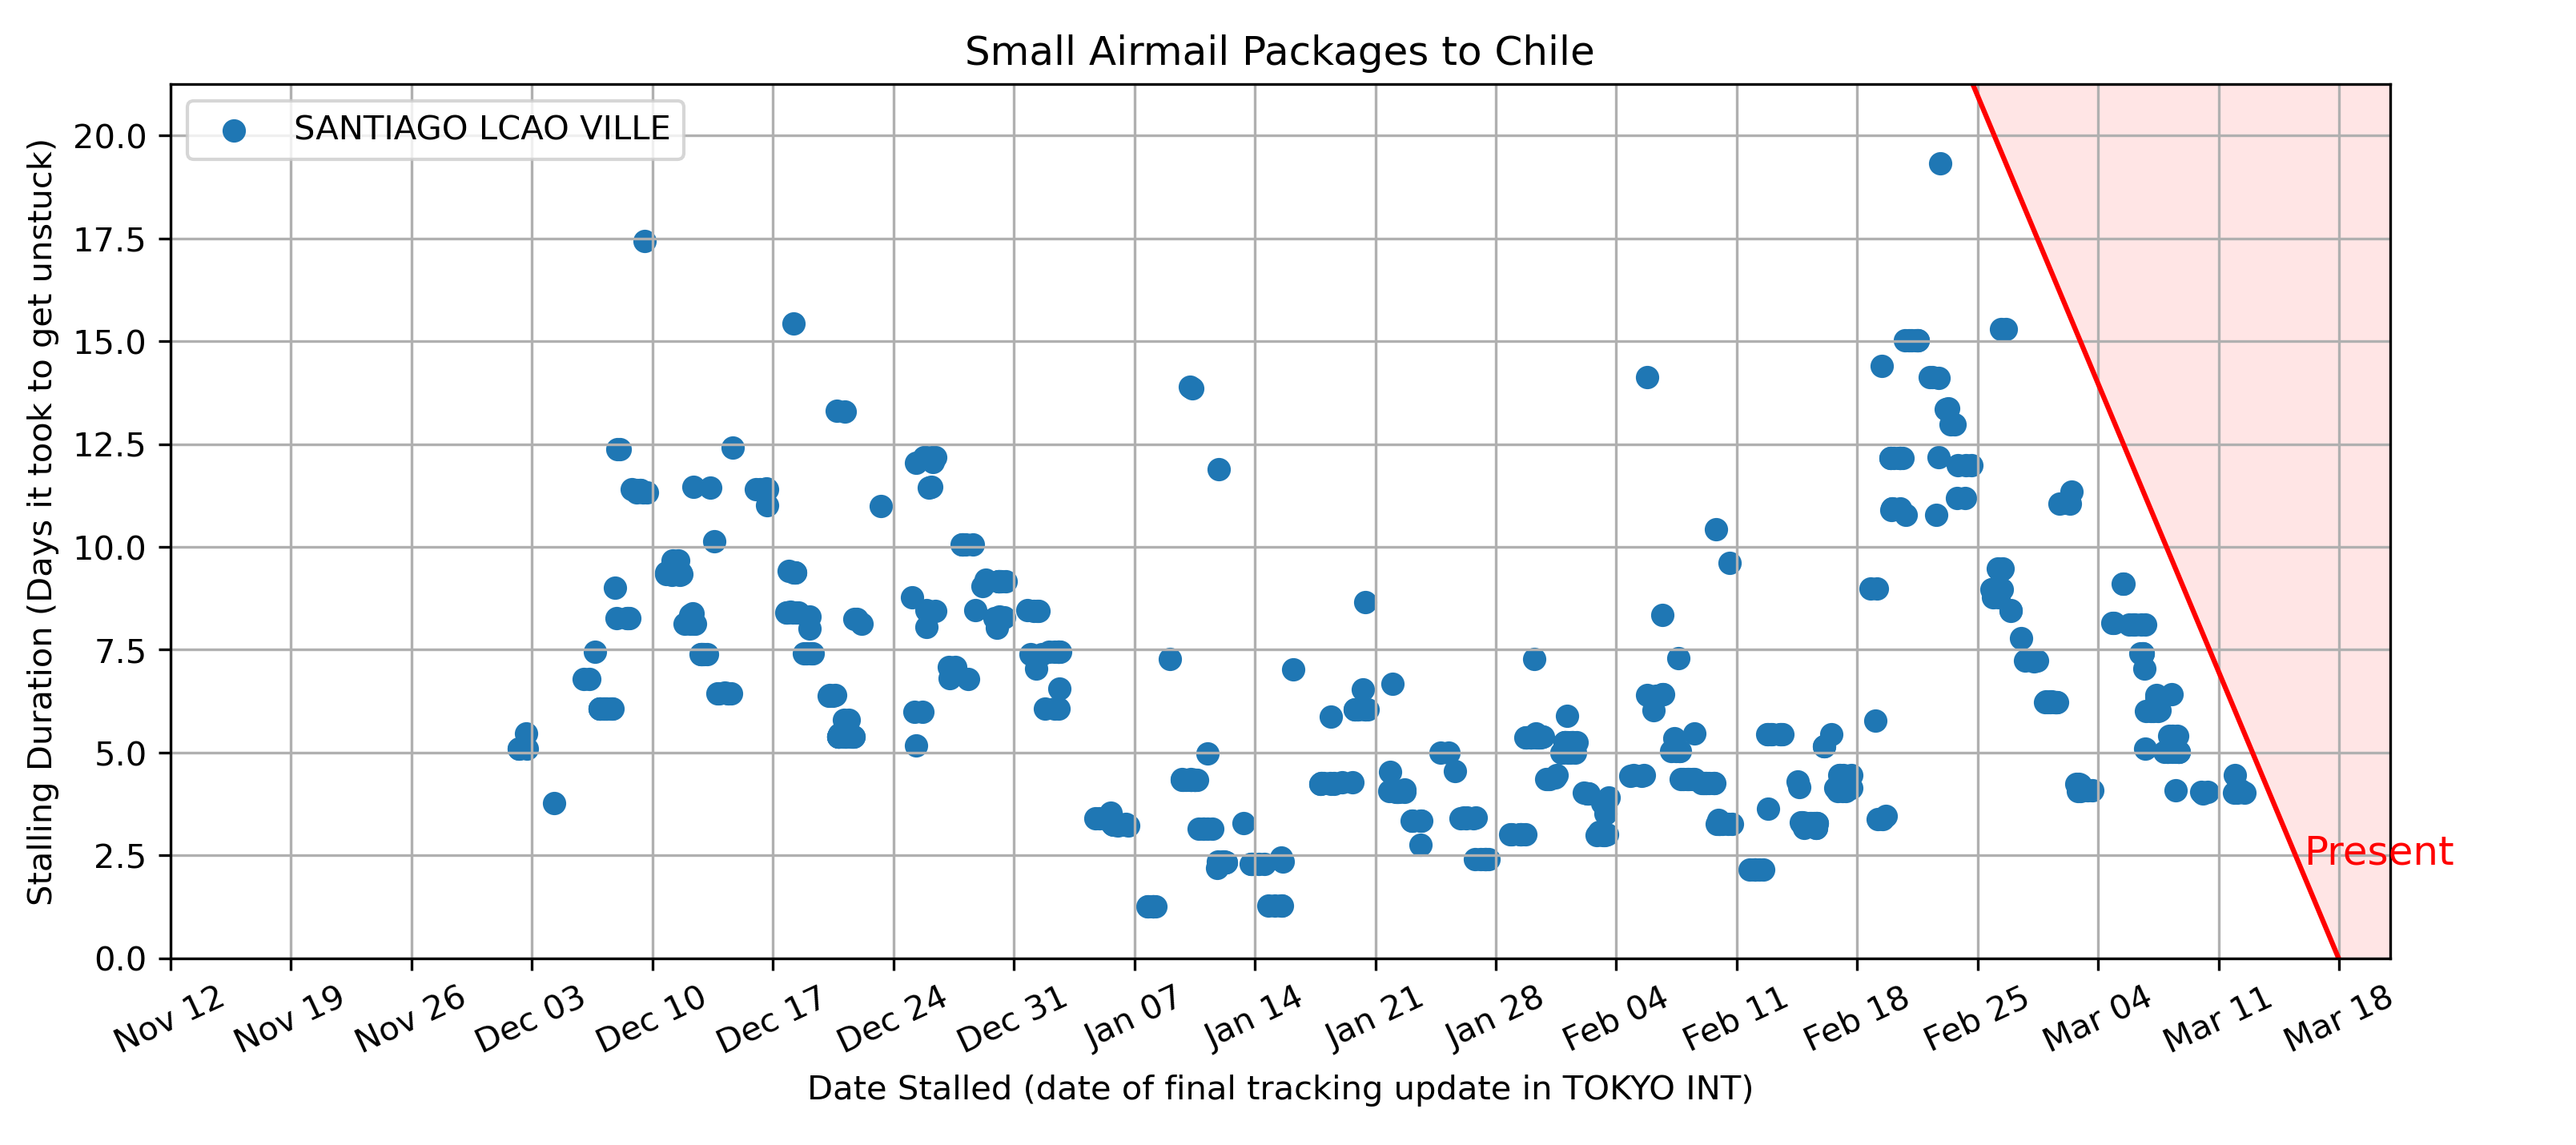 Small Airmail Packages to Chile
SANTIAGO LCAO VILLE
Stalling Duration (Days it took to get unstuck)
20.0
17.5
15.0
12.5
10.0
7.5
5.0
2.5
0.0
Present
Nov 12
Nov 19
Nov 26
Dec 03
Dec 10
Dec 17
Dec 24
Dec 31
Jan 07
Jan 14
Jan 21
Jan 28
Feb 04
Feb 11
Feb 18
Feb 25
Mar 04
Mar 11
Mar 18
Date Stalled (date of final tracking update in TOKYO INT)